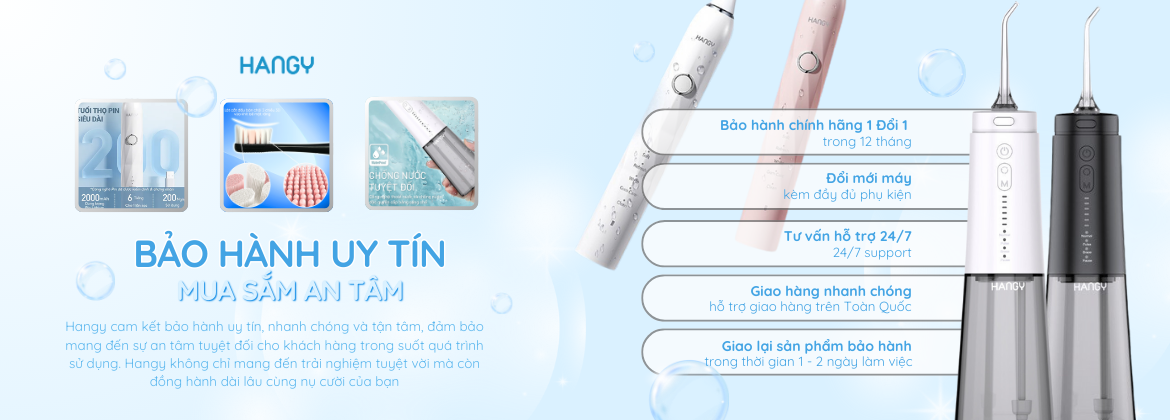 HANGY
TUỔI THỌ PIN
SIÊU DÀI
200
2000
6
200
CHỐNG NƯỚC
TUYỆT ĐỐI
BẢO HÀNH UY TÍN
MUA SẮM AN TÂM
Hangy cam kết bảo hành uy tín, nhanh chóng và tận tâm, đảm bảo
mang đến sự an tâm tuyệt đối cho khách hàng trong suốt quá trình
sử dụng. Hangy không chỉ mang đến trải nghiệm tuyệt vời mà còn
đồng hành dài lâu cùng nụ cười của bạn
HANGY
HANGY
Bảo hành chính hãng 1 Đổi 1
trong 12 tháng
Đổi mới máy
kèm đầy đủ phụ kiện
Tư vấn hỗ trợ 24/7
24/7 support
Giao hàng nhanh chóng
hỗ trợ giao hàng trên Toàn Quốc
Giao lại sản phẩm bảo hành
trong thời gian 1 - 2 ngày làm việc
M
M
HANGY
HANGY